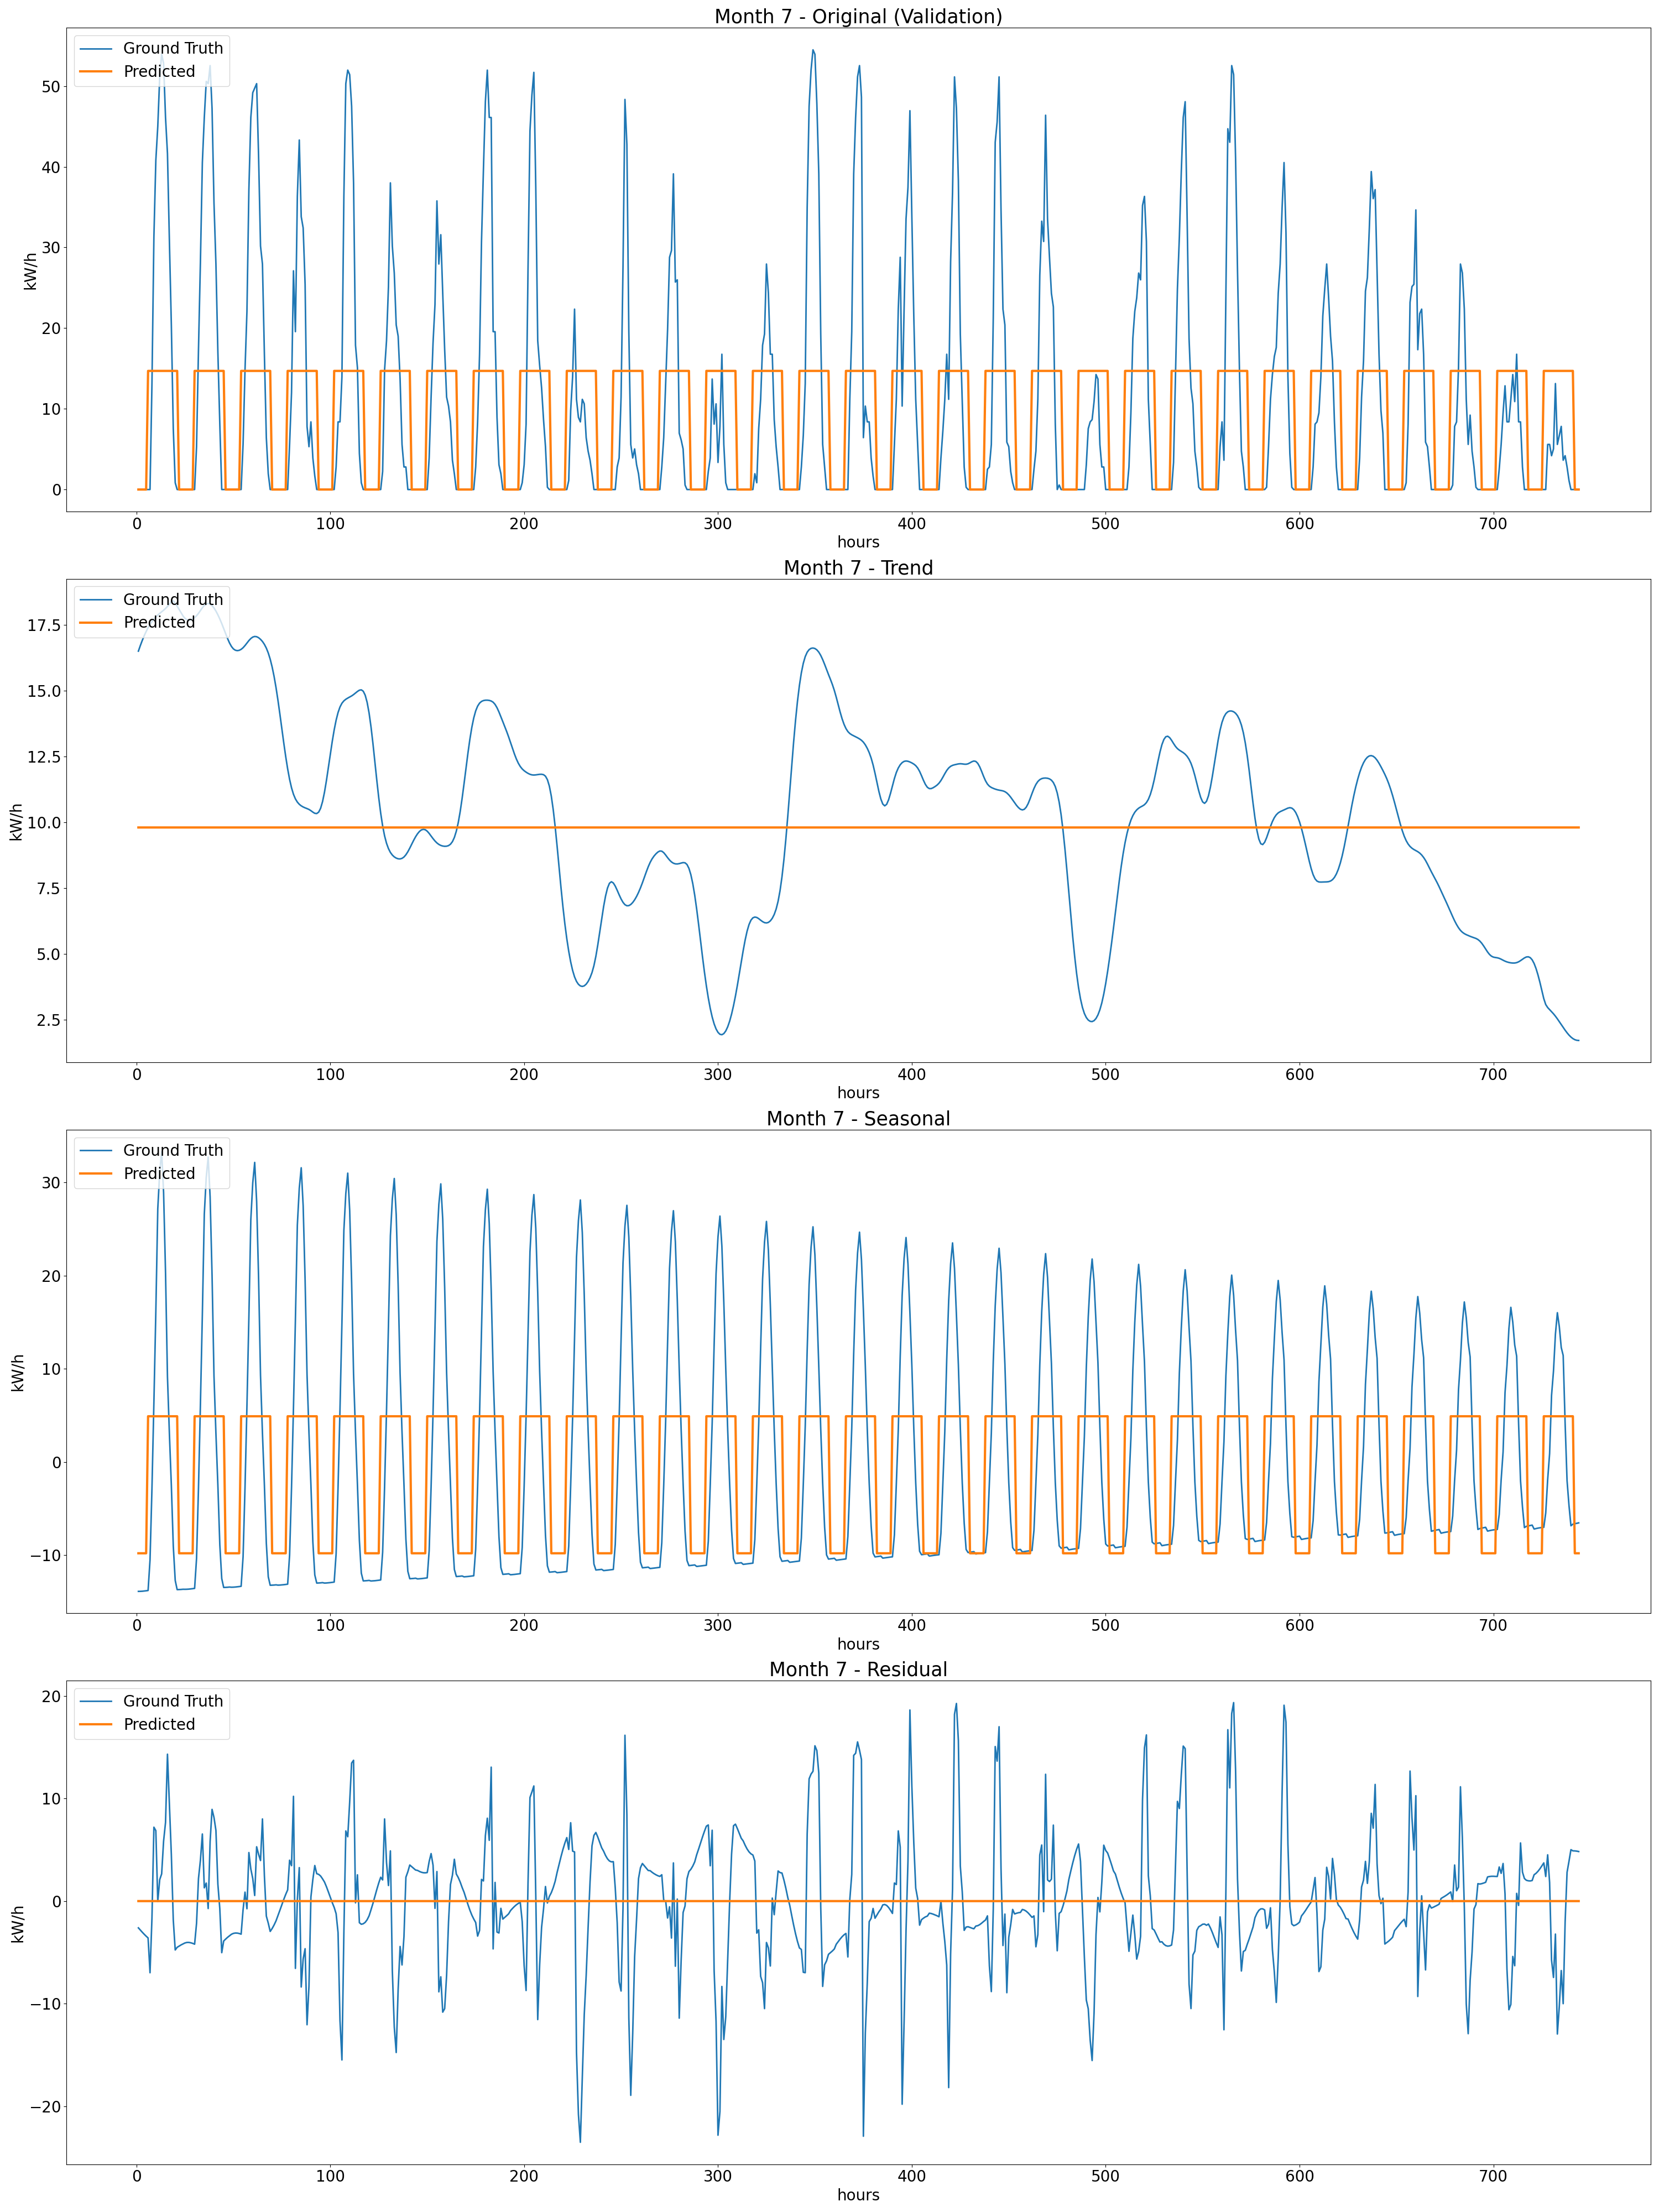 Month 7 - Original (Validation)
Ground Truth
Predicted
50
40
30
20
10
0
kW/h
0 100 200 300 400 500 600 700
hours
Month 7 - Trend
Ground Truth
Predicted
17.5
15.0
12.5
10.0
7.5
5.0
2.5
kW/h
0 100 200 300 400 500 600 700
hours
Month 7 - Seasonal
Ground Truth
Predicted
30
20
10
0
−10
kW/h
0 100 200 300 400 500 600 700
hours
Month 7 - Residual
Ground Truth
Predicted
20
10
0
−10
−20
kW/h
0 100 200 300 400 500 600 700
hours